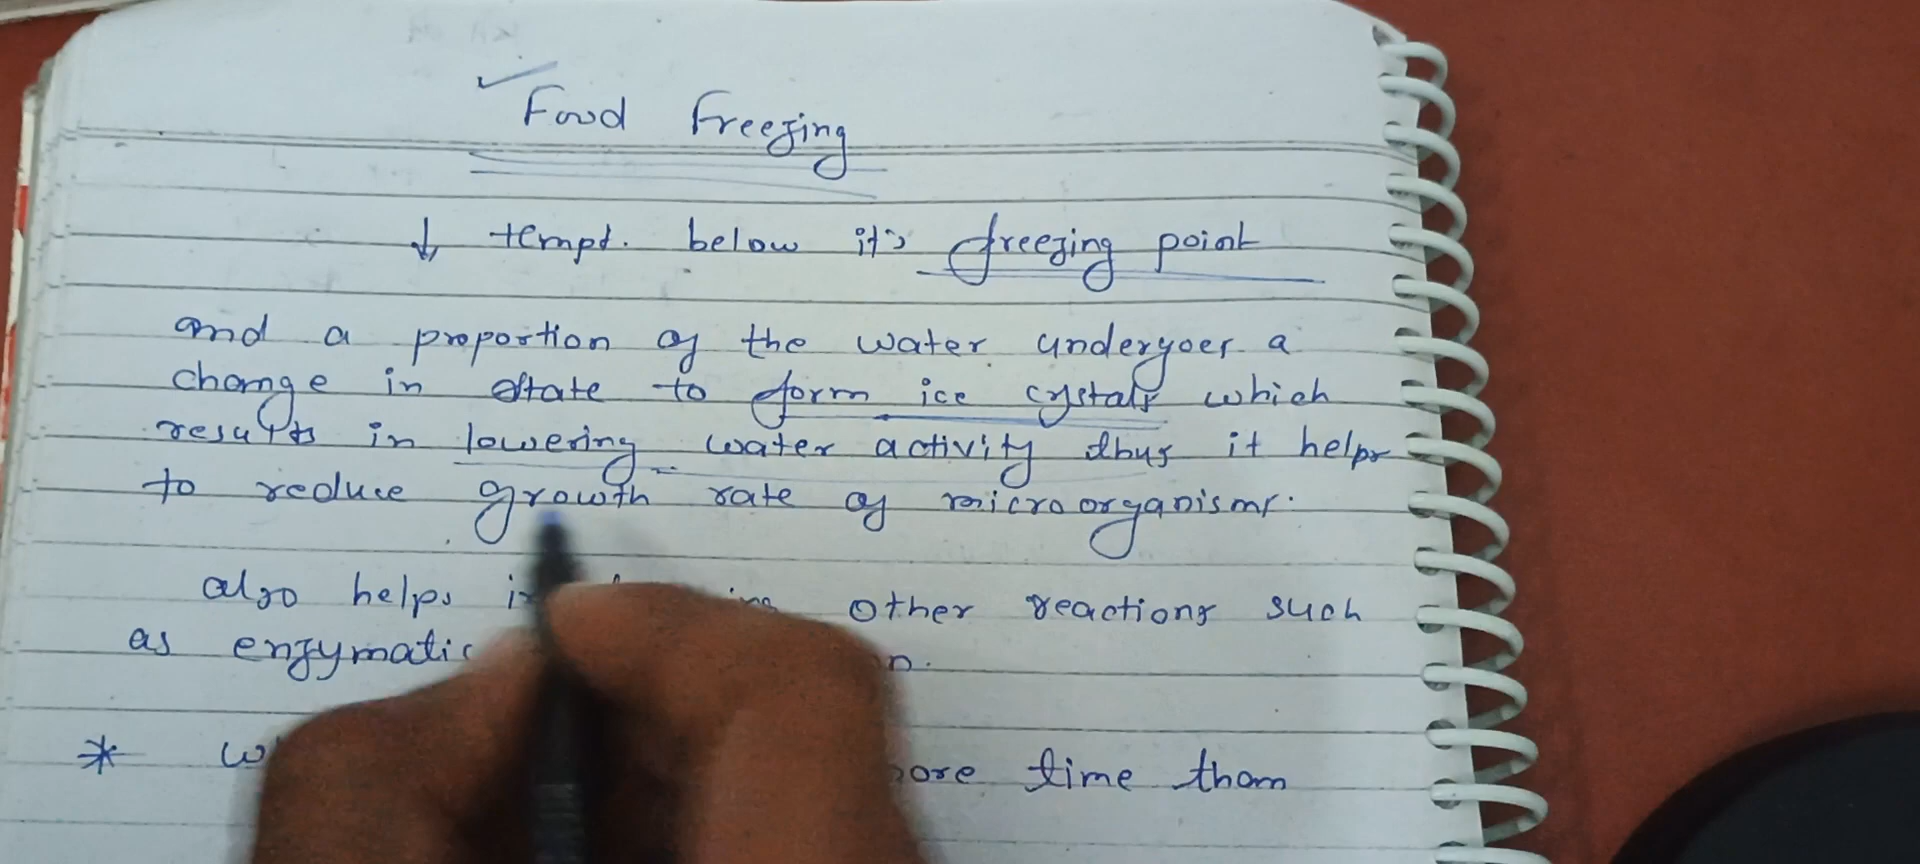 Food Freezing
↓ tempt. below it's freezing point
and a proportion of the water undergoes a
change in state to form ice cystals which
results in lowering water activity thus it helps
to reduce growth rate of microorganisms.
also helps in other reactions such
as enzymatic
* more time than